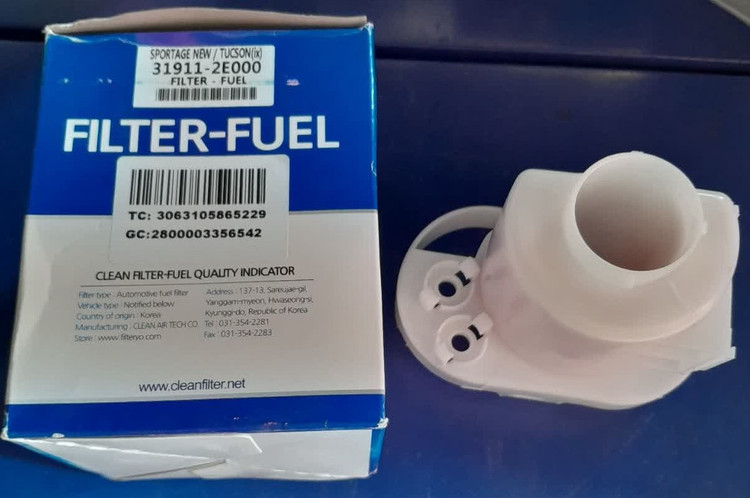 SPORTAGE NEW / TUCSON(ix)
31911-2E000
FILTER - FUEL
FILTER-FUEL
TC: 3063105865229
GC:2800003356542
CLEAN FILTER-FUEL QUALITY INDICATOR
Filter type : Automotive fuel filter
Vehicle type : Notified below
Country of origin : Korea
Manufacturing : CLEAN AIR TECH CO.
Store : www.filteryo.com
Address : 137-13, Sareujae-gil,
Yanggam-myeon, Hwaseong-si,
Kyunggi-do, Republic of Korea
Tel : 031-354-2281
Fax : 031-354-2283
www.cleanfilter.net